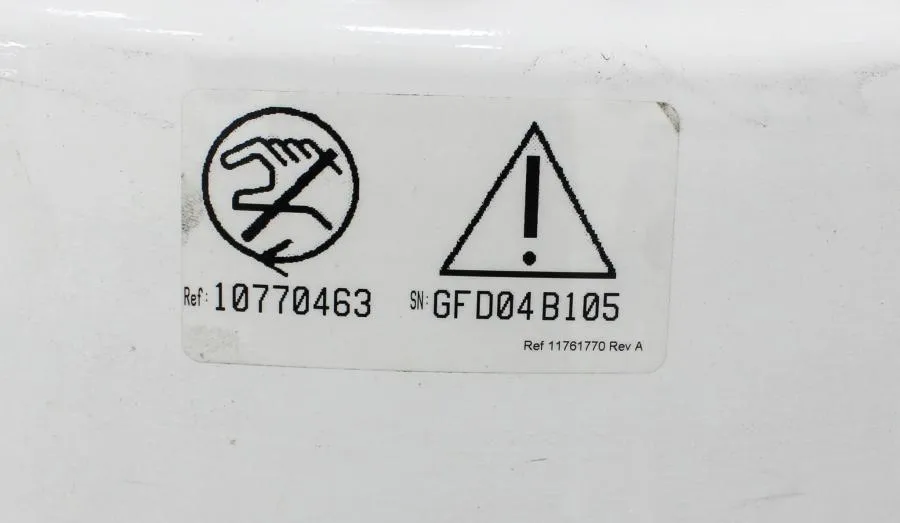 Ref: 10770463 SN: GFD04B105
Ref 11761770 Rev A